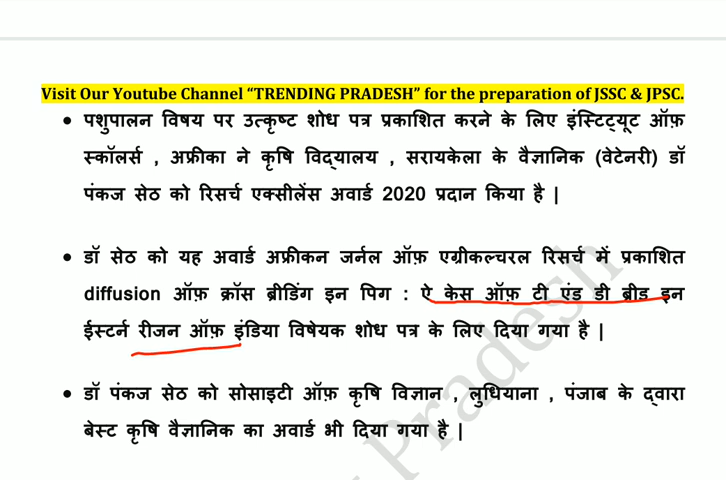 Visit Our Youtube Channel “TRENDING PRADESH” for the preparation of JSSC & JPSC.
• पशुपालन विषय पर उत्कृष्ट शोध पत्र प्रकाशित करने के लिए इंस्टिट्यूट ऑफ़
स्कॉलर्स , अफ्रीका ने कृषि विद्यालय , सरायकेला के वैज्ञानिक (वेटेनरी) डॉ
पंकज सेठ को रिसर्च एक्सीलेंस अवार्ड 2020 प्रदान किया है |
• डॉ सेठ को यह अवार्ड अफ्रीकन जर्नल ऑफ़ एग्रीकल्चरल रिसर्च में प्रकाशित
diffusion ऑफ़ क्रॉस ब्रीडिंग इन पिग : ऐ केस ऑफ़ टी एंड डी ब्रीड इन
ईस्टर्न रीजन ऑफ़ इंडिया विषेयक शोध पत्र के लिए दिया गया है |
• डॉ पंकज सेठ को सोसाइटी ऑफ़ कृषि विज्ञान , लुधियाना , पंजाब के द्वारा
बेस्ट कृषि वैज्ञानिक का अवार्ड भी दिया गया है |
Pradesh